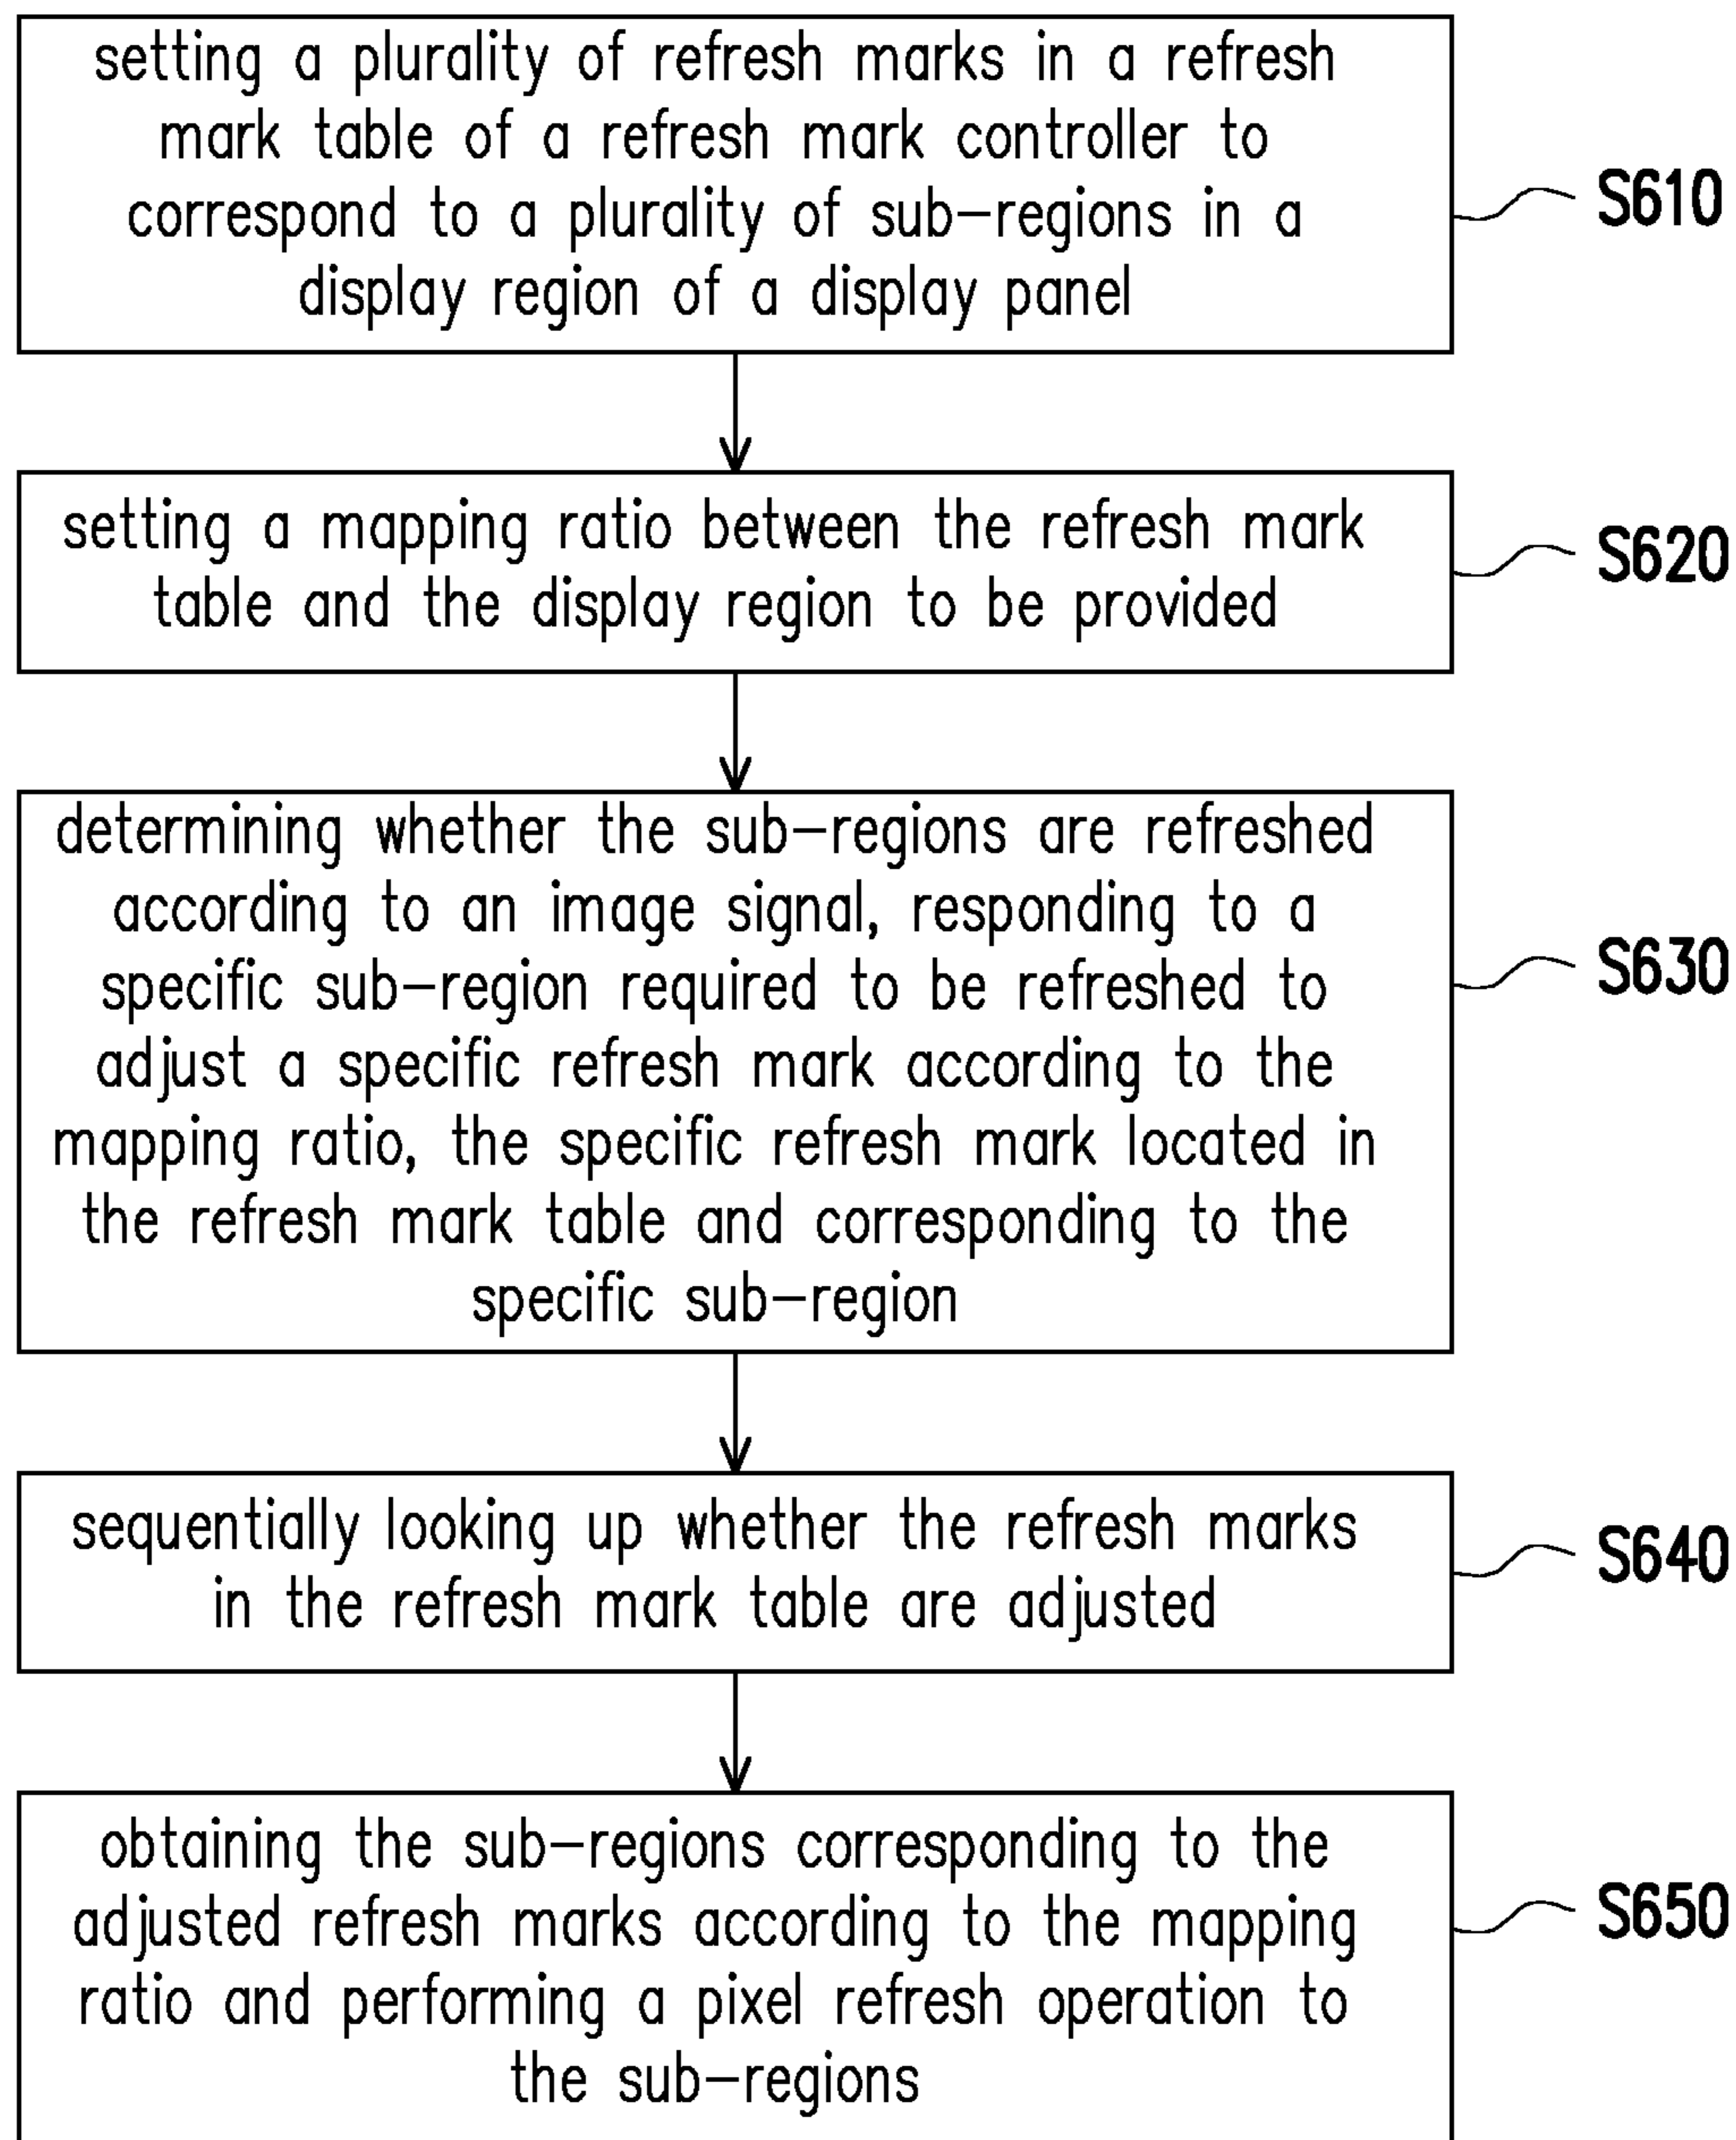 setting a plurality of refresh marks in a refresh
mark table of a refresh mark controller to
correspond to a plurality of sub-regions in a
display region of a display panel
S610
setting a mapping ratio between the refresh mark
table and the display region to be provided
S620
determining whether the sub-regions are refreshed
according to an image signal, responding to a
specific sub-region required to be refreshed to
adjust a specific refresh mark according to the
mapping ratio, the specific refresh mark located in
the refresh mark table and corresponding to the
specific sub-region
S630
sequentially looking up whether the refresh marks
in the refresh mark table are adjusted
S640
obtaining the sub-regions corresponding to the
adjusted refresh marks according to the mapping
ratio and performing a pixel refresh operation to
the sub-regions
S650